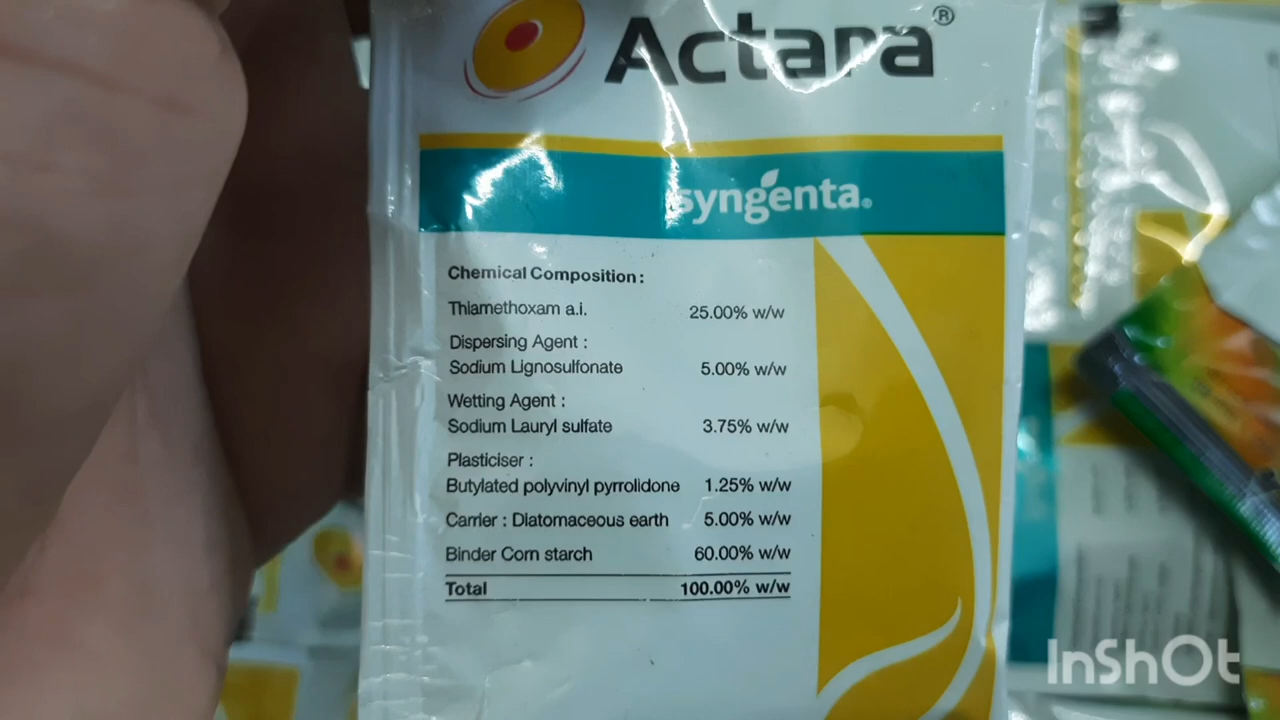 Actara®
syngenta®
Chemical Composition :
Thiamethoxam a.i. 25.00% w/w
Dispersing Agent :
Sodium Lignosulfonate 5.00% w/w
Wetting Agent :
Sodium Lauryl sulfate 3.75% w/w
Plasticiser :
Butylated polyvinyl pyrrolidone 1.25% w/w
Carrier : Diatomaceous earth 5.00% w/w
Binder Corn starch 60.00% w/w
Total 100.00% w/w
InShOt